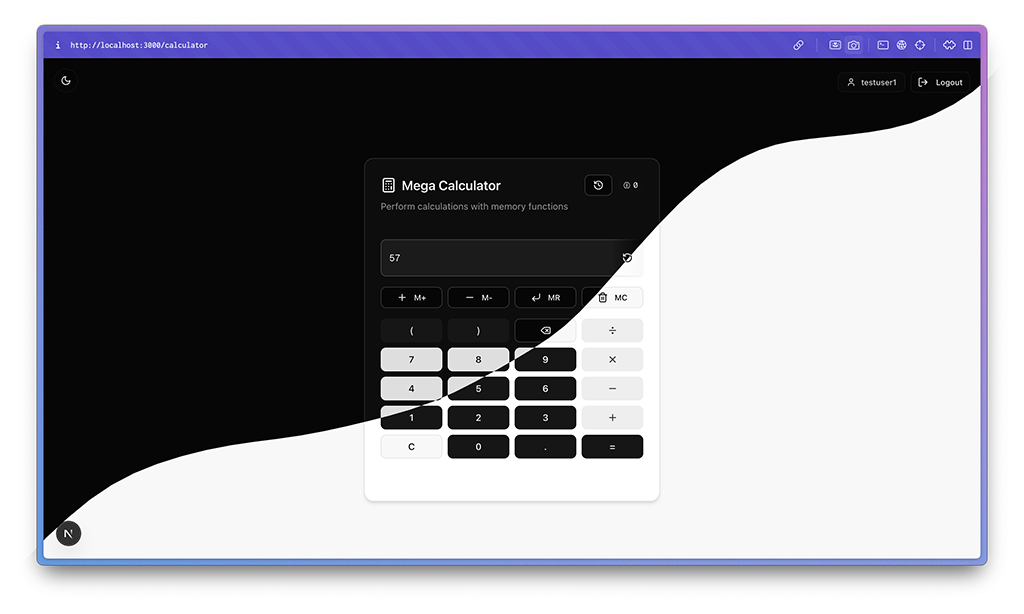 http://localhost:3000/calculator
testuser1 Logout
Mega Calculator 0
Perform calculations with memory functions
57
M+ M- MR MC
( ) ÷
7 8 9 ×
4 5 6 −
1 2 3 +
C 0 . =
N